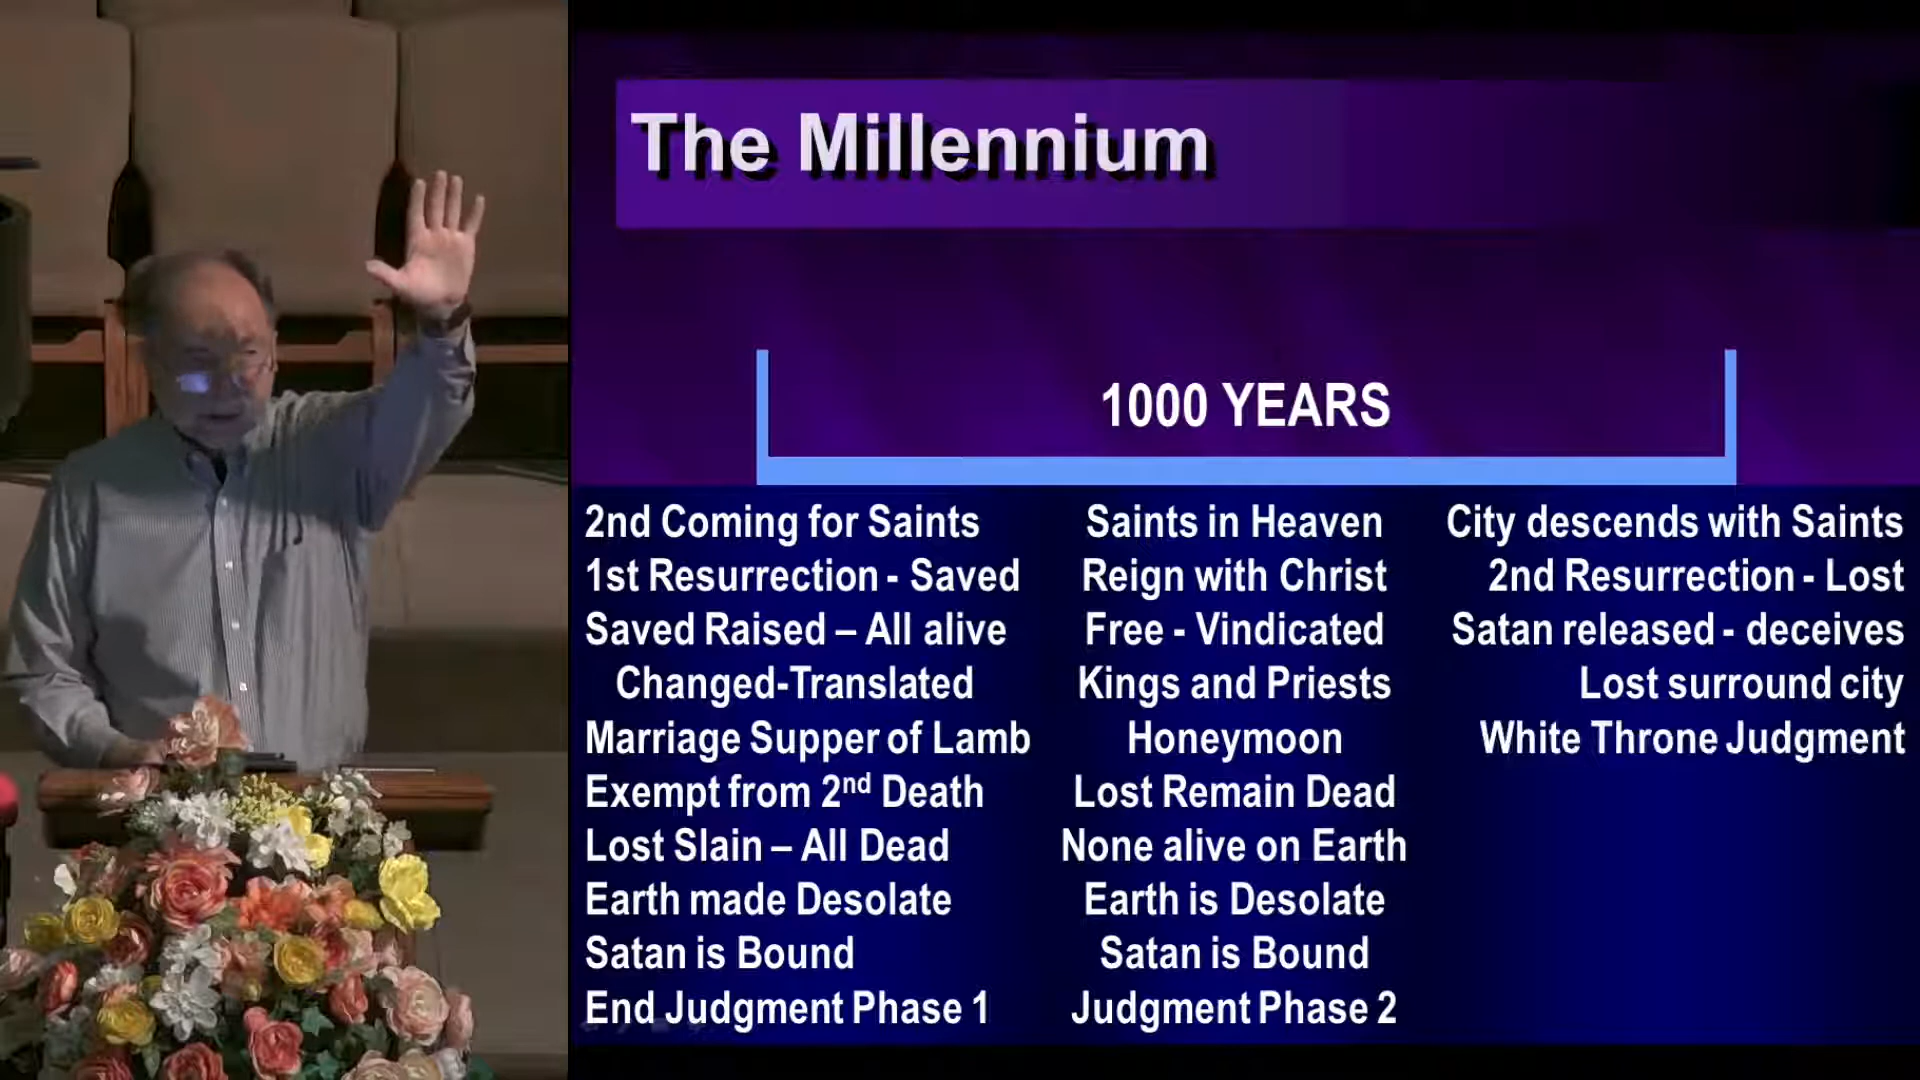 The Millennium
1000 YEARS
2nd Coming for Saints
1st Resurrection - Saved
Saved Raised – All alive
Changed-Translated
Marriage Supper of Lamb
Exempt from 2nd Death
Lost Slain – All Dead
Earth made Desolate
Satan is Bound
End Judgment Phase 1
Saints in Heaven
Reign with Christ
Free - Vindicated
Kings and Priests
Honeymoon
Lost Remain Dead
None alive on Earth
Earth is Desolate
Satan is Bound
Judgment Phase 2
City descends with Saints
2nd Resurrection - Lost
Satan released - deceives
Lost surround city
White Throne Judgment